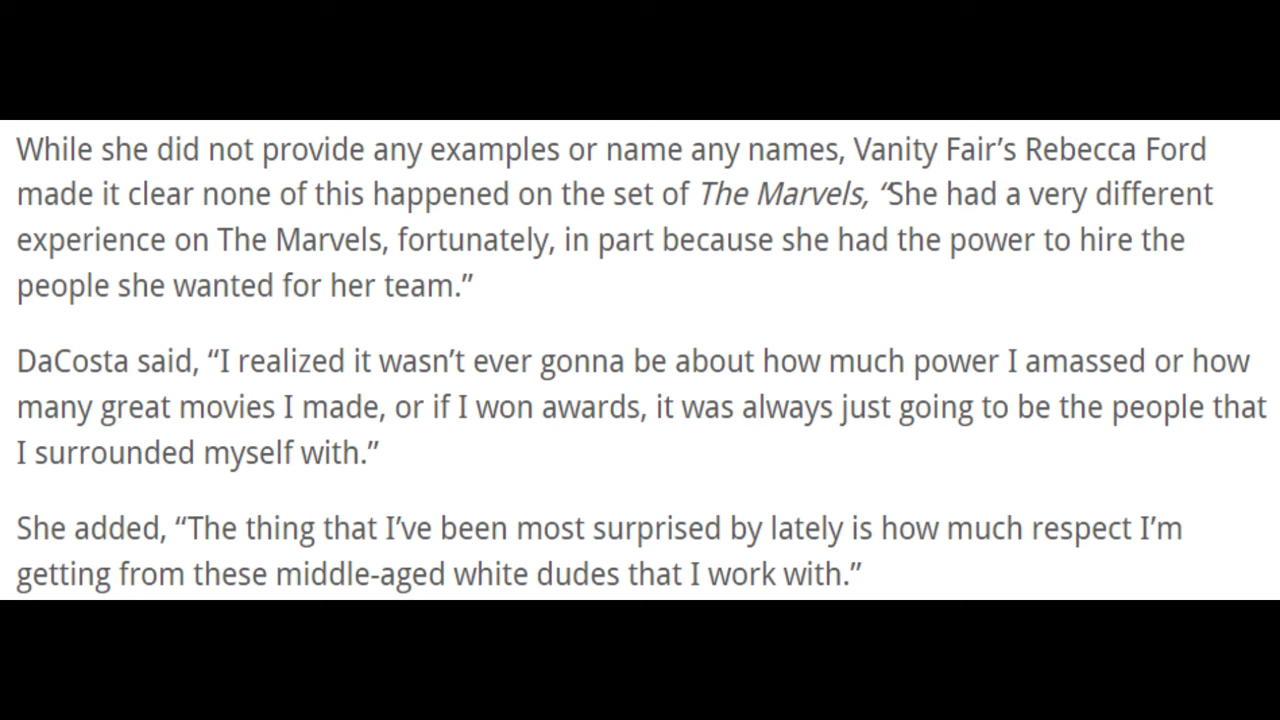 While she did not provide any examples or name any names, Vanity Fair’s Rebecca Ford
made it clear none of this happened on the set of The Marvels, “She had a very different
experience on The Marvels, fortunately, in part because she had the power to hire the
people she wanted for her team.”
DaCosta said, “I realized it wasn’t ever gonna be about how much power I amassed or how
many great movies I made, or if I won awards, it was always just going to be the people that
I surrounded myself with.”
She added, “The thing that I’ve been most surprised by lately is how much respect I’m
getting from these middle-aged white dudes that I work with.”